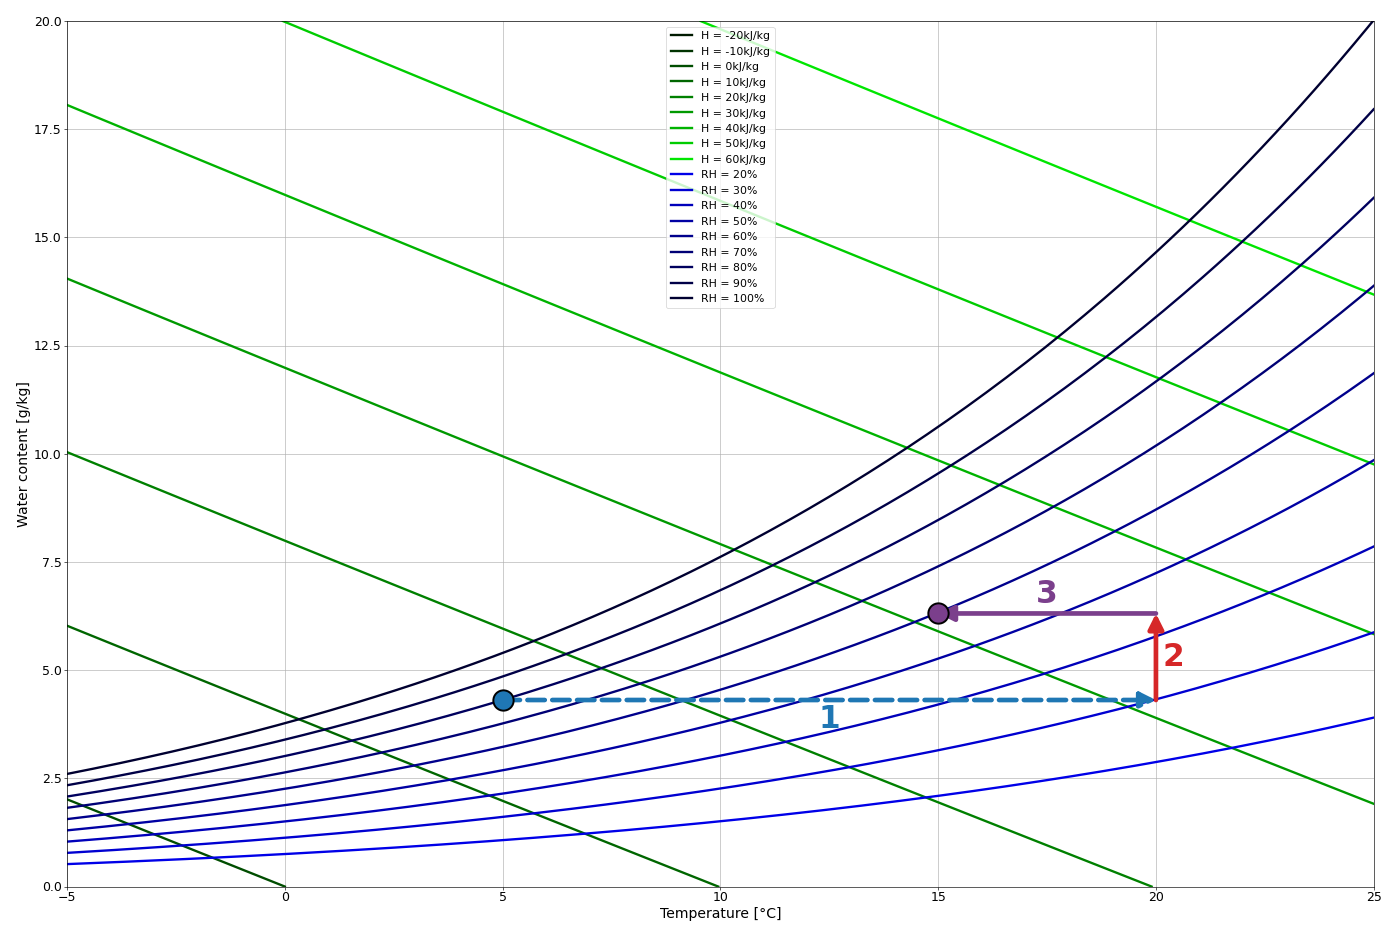 20.0
17.5
15.0
12.5
10.0
7.5
5.0
2.5
0.0
Water content [g/kg]
H = -20kJ/kg
H = -10kJ/kg
H = 0kJ/kg
H = 10kJ/kg
H = 20kJ/kg
H = 30kJ/kg
H = 40kJ/kg
H = 50kJ/kg
H = 60kJ/kg
RH = 20%
RH = 30%
RH = 40%
RH = 50%
RH = 60%
RH = 70%
RH = 80%
RH = 90%
RH = 100%
3
2
1
−5 0 5 10 15 20 25
Temperature [°C]